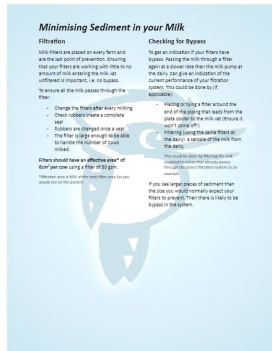 Minimising Sediment in your Milk
Filtration
Milk Filters are placed on every farm and
are the last point of prevention. Ensuring
that your filters are working with little to no
amount of milk entering the milk vat
unfiltered is important, i.e. no bypass.
To ensure all the milk passes through the
filter:
- Change the filters after every milking
- Check rubbers create a complete
seal
- Rubbers are changed once a year
- The filter is large enough to be able
to handle the number of cows
milked.
Filters should have an effective area* of
6cm² per cow using a filter of 80 gsm.
*Effective area is 80% of the total filter area (as you
would see on the packet)
Checking for Bypass
To get an indication if your filters have
bypass. Passing the milk through a filter
again at a slower rate than the milk pump at
the dairy. Can give an indication of the
current performance of your filtration
system. This could be done by (if
applicable):
- Placing or tying a filter around the
end of the piping that leads from the
plate cooler to the milk vat (Ensure it
won't come off!)
- Filtering (using the same filters at
the dairy) a sample of the milk from
the dairy.
This could be done by filtering the milk
supplied to calves that already passed
through the dairy's filtration system as an
example.
If you see larger pieces of sediment than
the size you would normally expect your
filters to prevent. Then there is likely to be
bypass in the system.